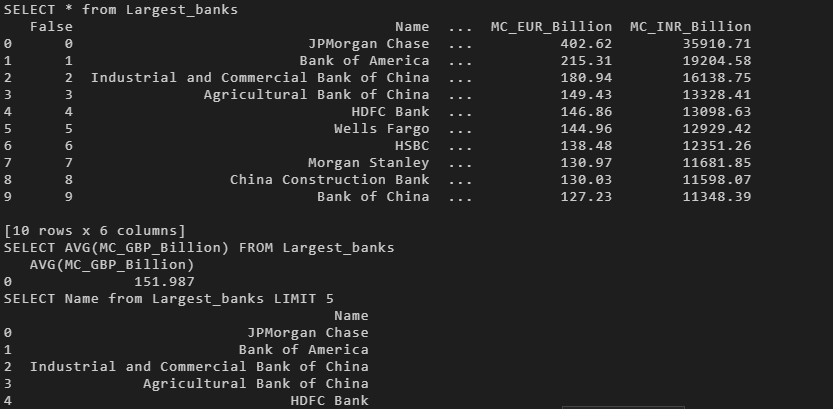 SELECT * from Largest_banks
False Name ... MC_EUR_Billion MC_INR_Billion
0 0 JPMorgan Chase ... 402.62 35910.71
1 1 Bank of America ... 215.31 19204.58
2 2 Industrial and Commercial Bank of China ... 180.94 16138.75
3 3 Agricultural Bank of China ... 149.43 13328.41
4 4 HDFC Bank ... 146.86 13098.63
5 5 Wells Fargo ... 144.96 12929.42
6 6 HSBC ... 138.48 12351.26
7 7 Morgan Stanley ... 130.97 11681.85
8 8 China Construction Bank ... 130.03 11598.07
9 9 Bank of China ... 127.23 11348.39
[10 rows x 6 columns]
SELECT AVG(MC_GBP_Billion) FROM Largest_banks
AVG(MC_GBP_Billion)
0 151.987
SELECT Name from Largest_banks LIMIT 5
Name
0 JPMorgan Chase
1 Bank of America
2 Industrial and Commercial Bank of China
3 Agricultural Bank of China
4 HDFC Bank